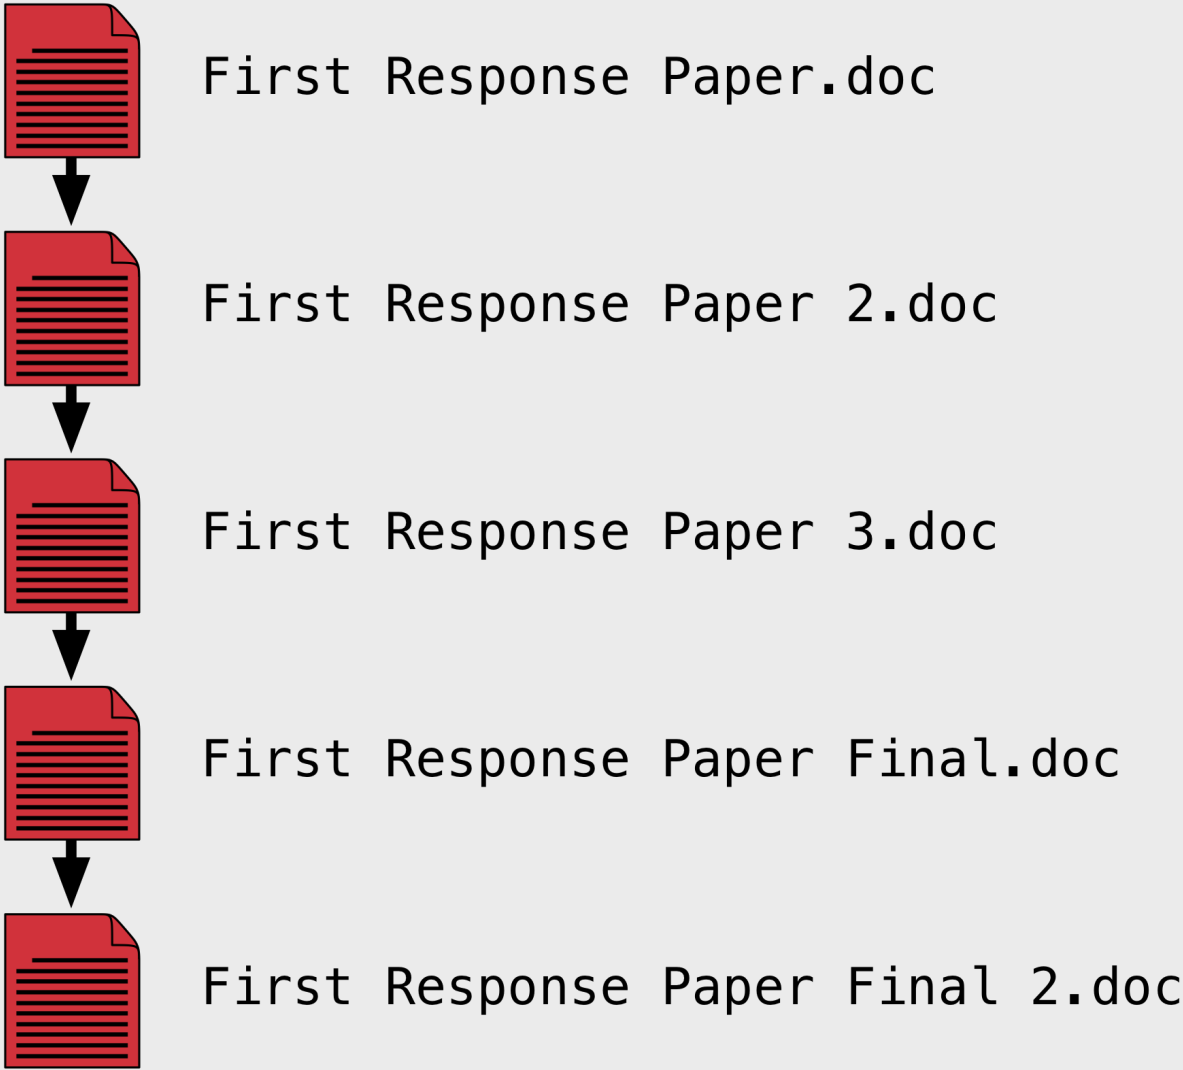 First Response Paper.doc
First Response Paper 2.doc
First Response Paper 3.doc
First Response Paper Final.doc
First Response Paper Final 2.doc